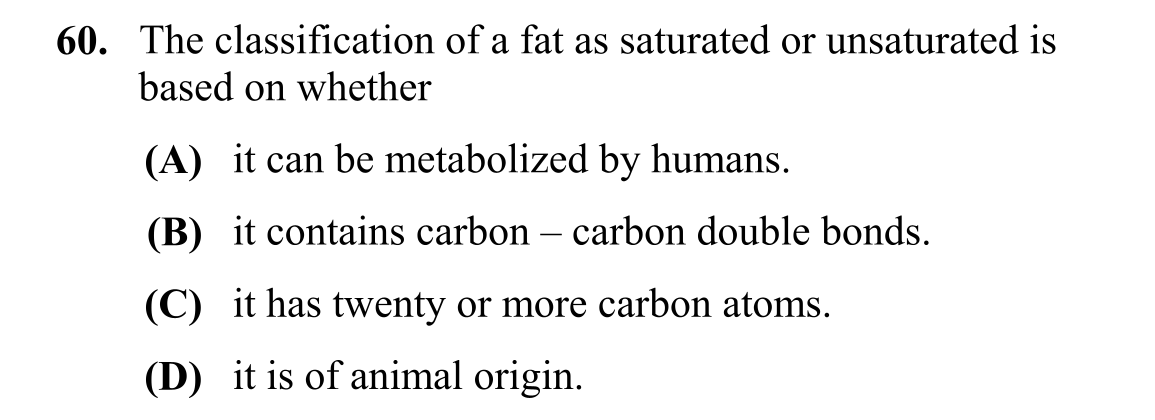 60. The classification of a fat as saturated or unsaturated is
based on whether
(A) it can be metabolized by humans.
(B) it contains carbon – carbon double bonds.
(C) it has twenty or more carbon atoms.
(D) it is of animal origin.